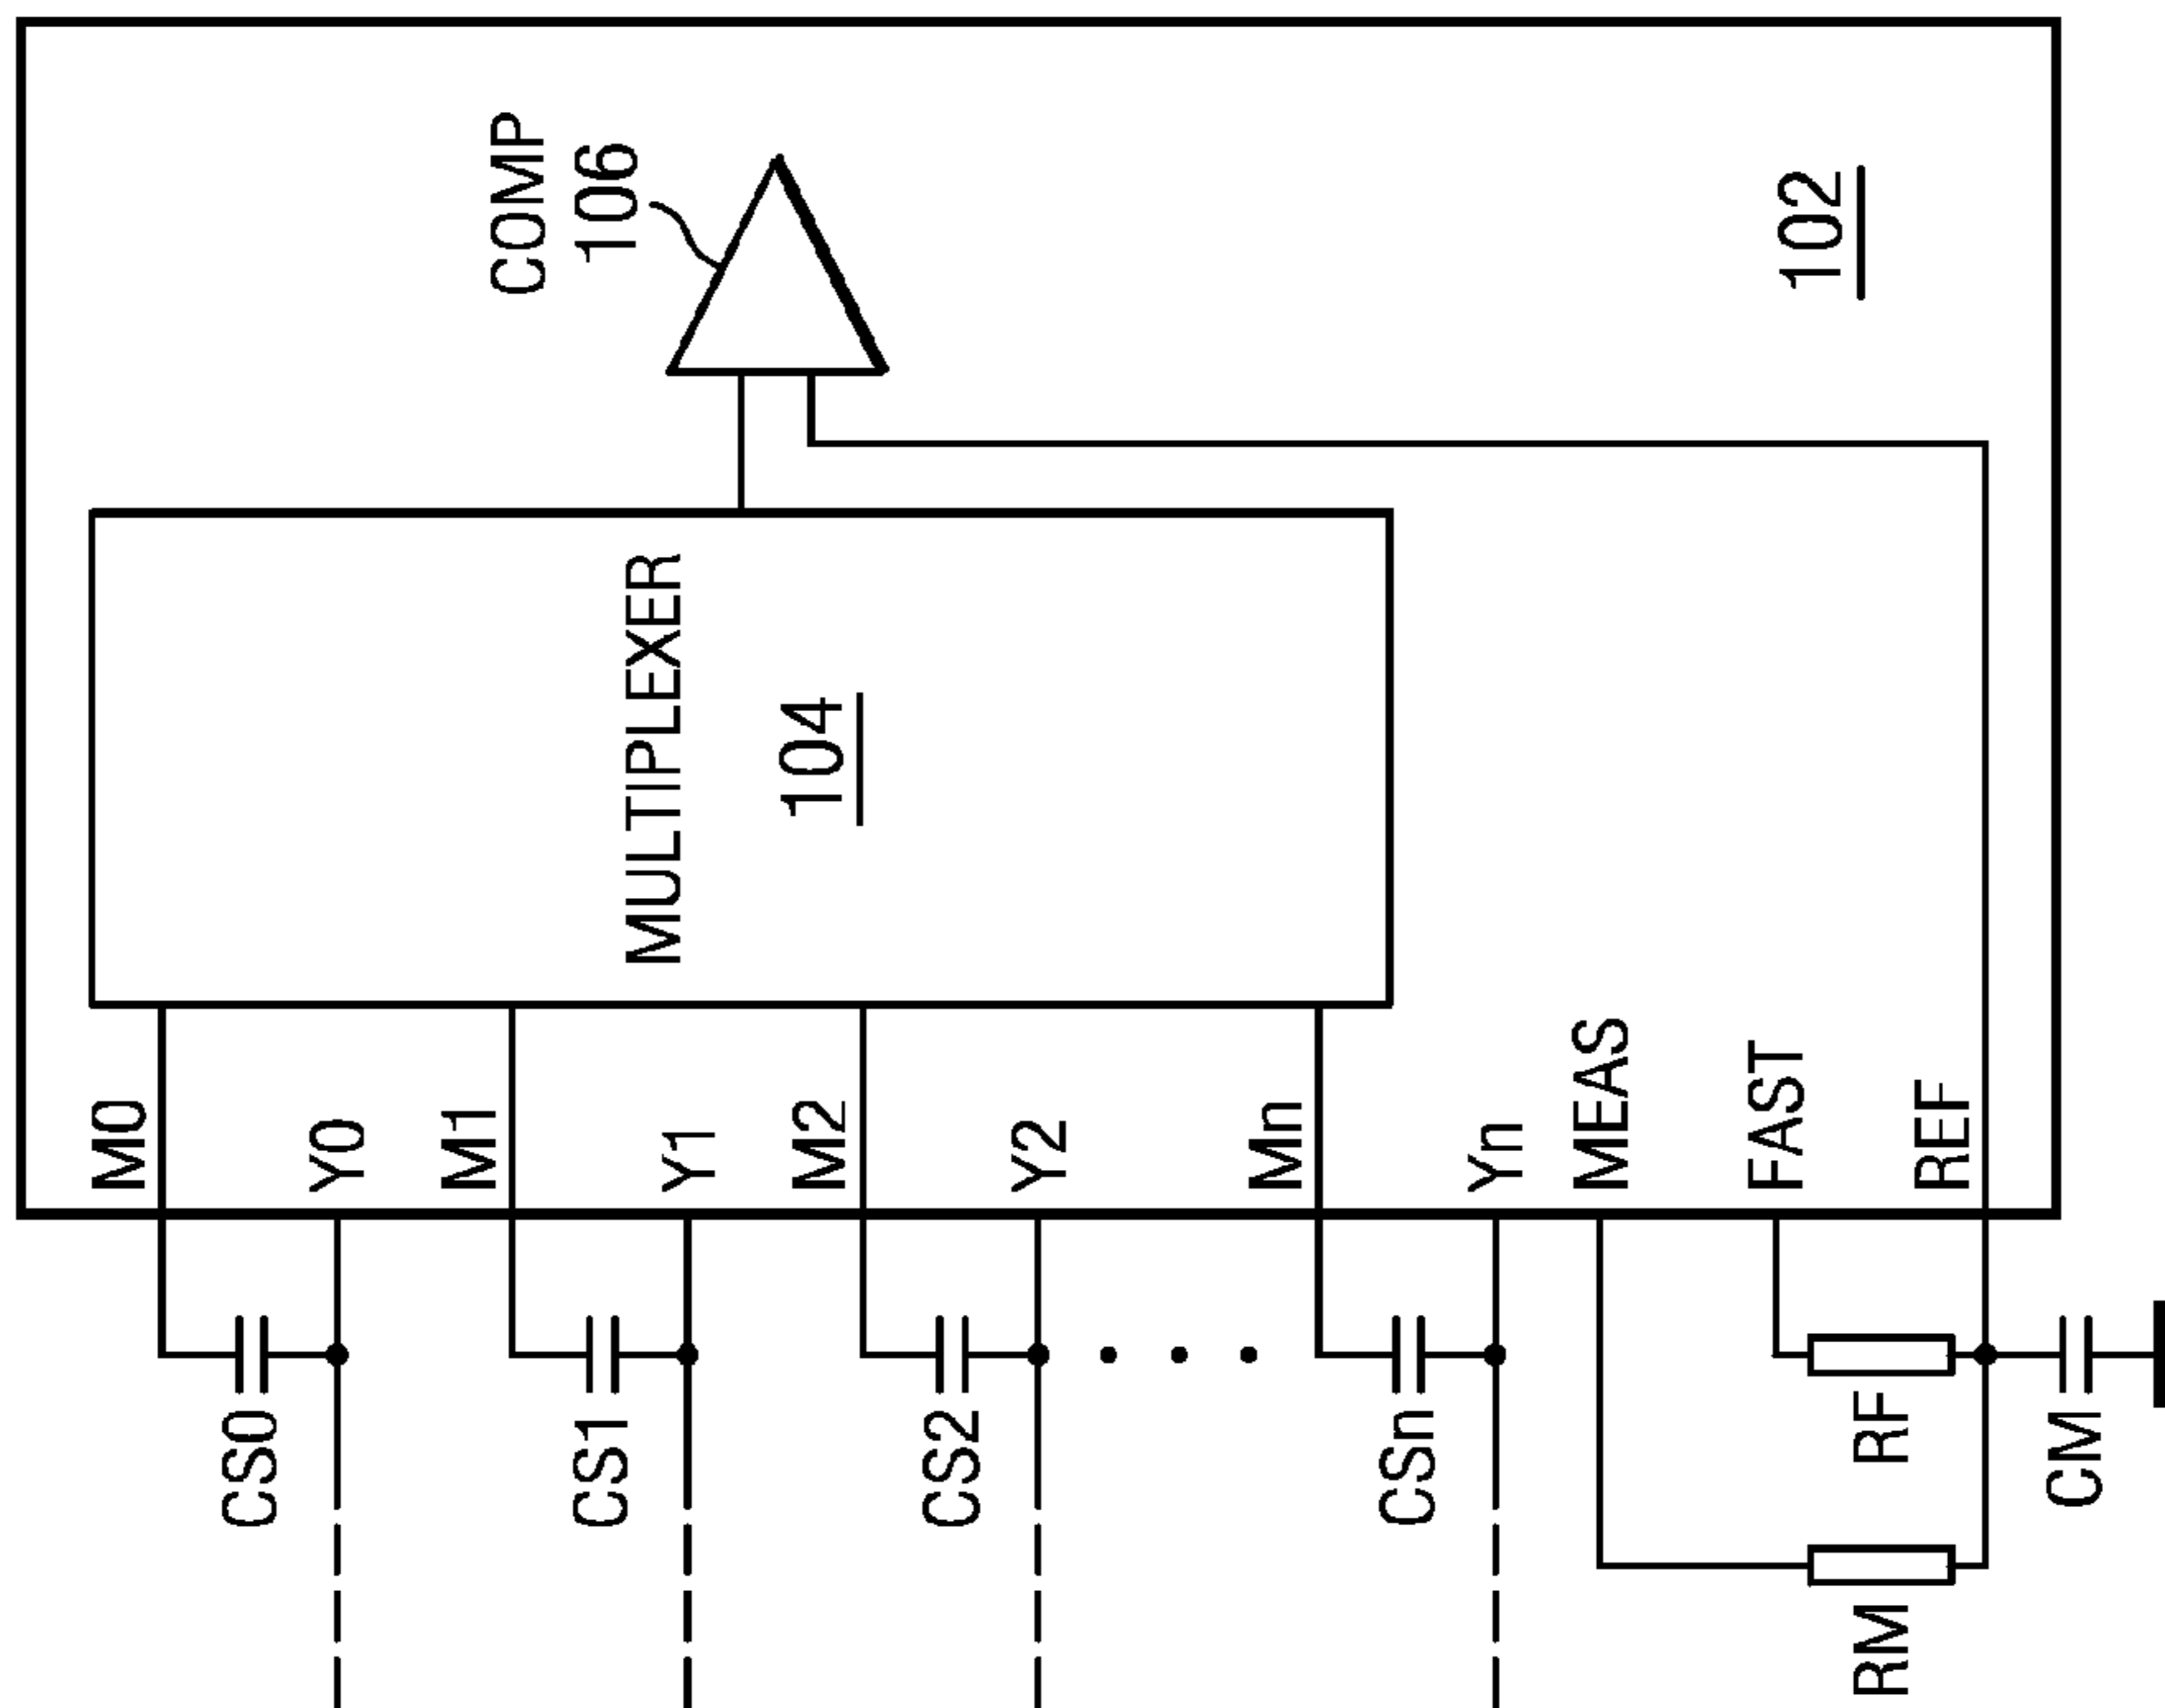 COMP
106
102
MULTIPLEXER
104
M0
Y0
M1
Y1
M2
Y2
Mn
Yn
MEAS
FAST
REF
CS0
CS1
CS2
CSn
RF
CM
RM